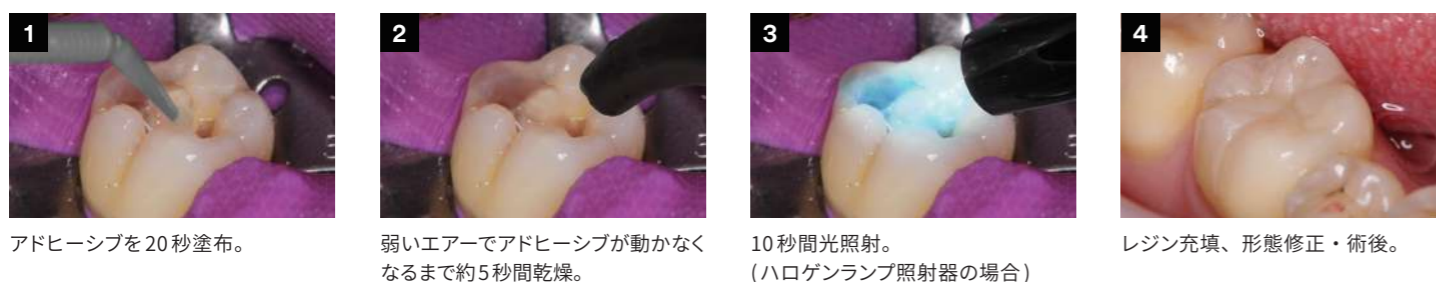 1
アドヒーシブを20秒塗布。
2
弱いエアーでアドヒーシブが動かなく
なるまで約5秒間乾燥。
3
10秒間光照射。
(ハロゲンランプ照射器の場合)
4
レジン充填、形態修正・術後。